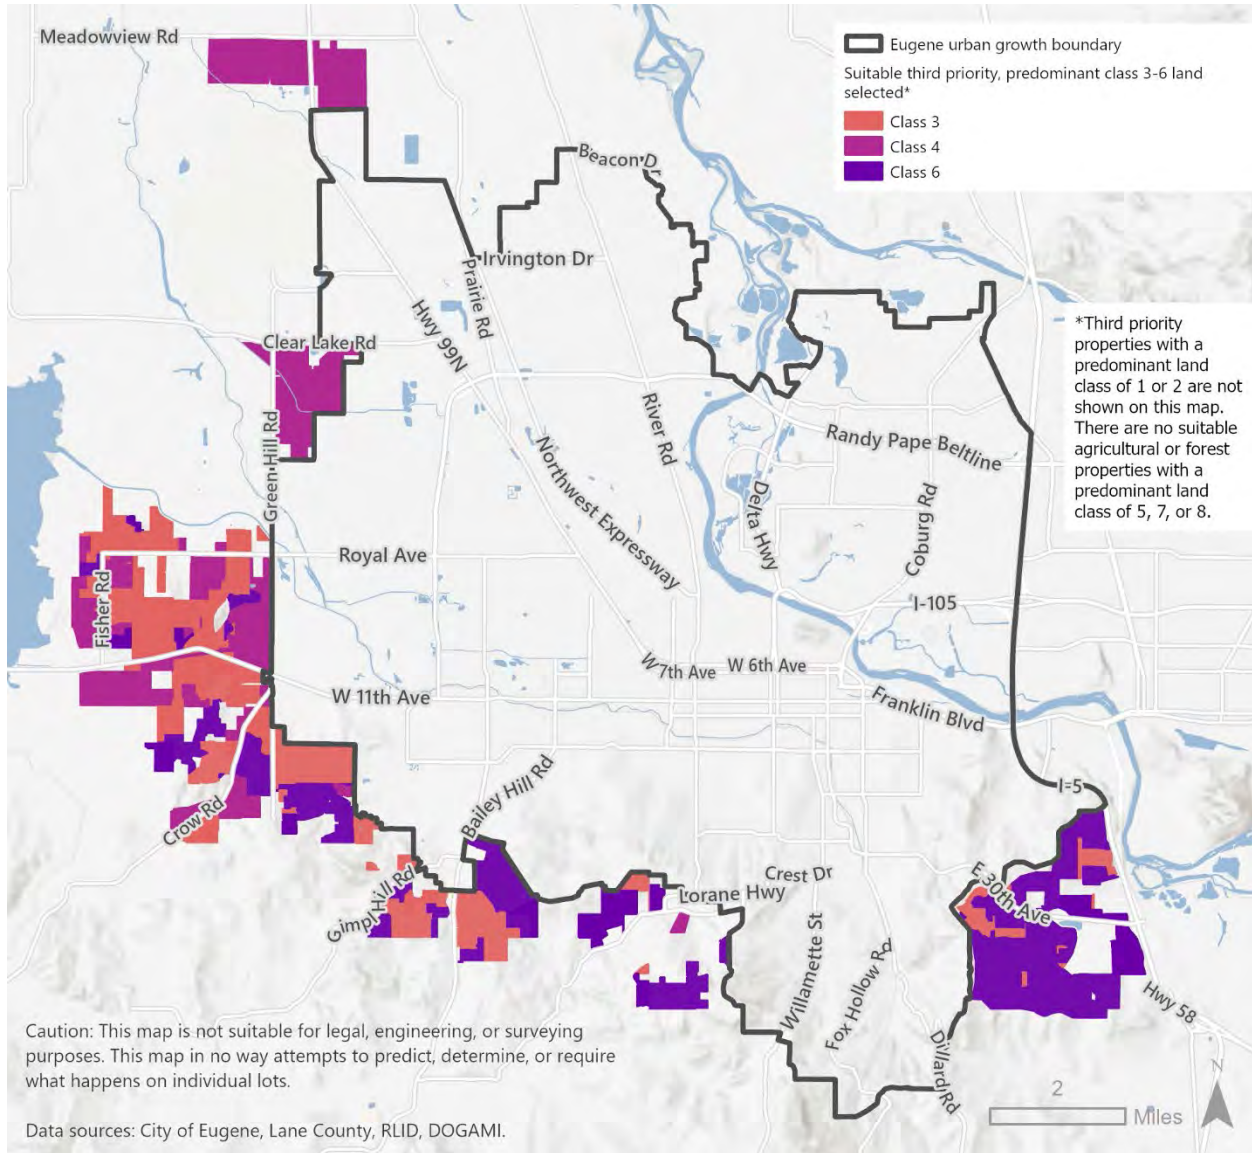 Meadowview Rd
Eugene urban growth boundary
Suitable third priority, predominant class 3-6 land
selected*
Class 3
Class 4
Class 6
Beacon Dr
Irvington Dr
Prairie Rd
Hwy 99N
Clear Lake Rd
*Third priority
properties with a
predominant land
class of 1 or 2 are not
shown on this map.
There are no suitable
agricultural or forest
properties with a
predominant land
class of 5, 7, or 8.
Green Hill Rd
River Rd
Randy Pape Beltline
Northwest Expressway
Delta Hwy
Coburg Rd
Royal Ave
Fisher Rd
I-105
W 7th Ave
W 6th Ave
W 11th Ave
Franklin Blvd
Bailey Hill Rd
I-5
Crow Rd
Crest Dr
E 30th Ave
Lorane Hwy
Gimpl Hill Rd
Willamette St
Fox Hollow Rd
Hwy 58
Dillard Rd
Caution: This map is not suitable for legal, engineering, or surveying
purposes. This map in no way attempts to predict, determine, or require
what happens on individual lots.
Data sources: City of Eugene, Lane County, RLID, DOGAMI.
2
Miles
N